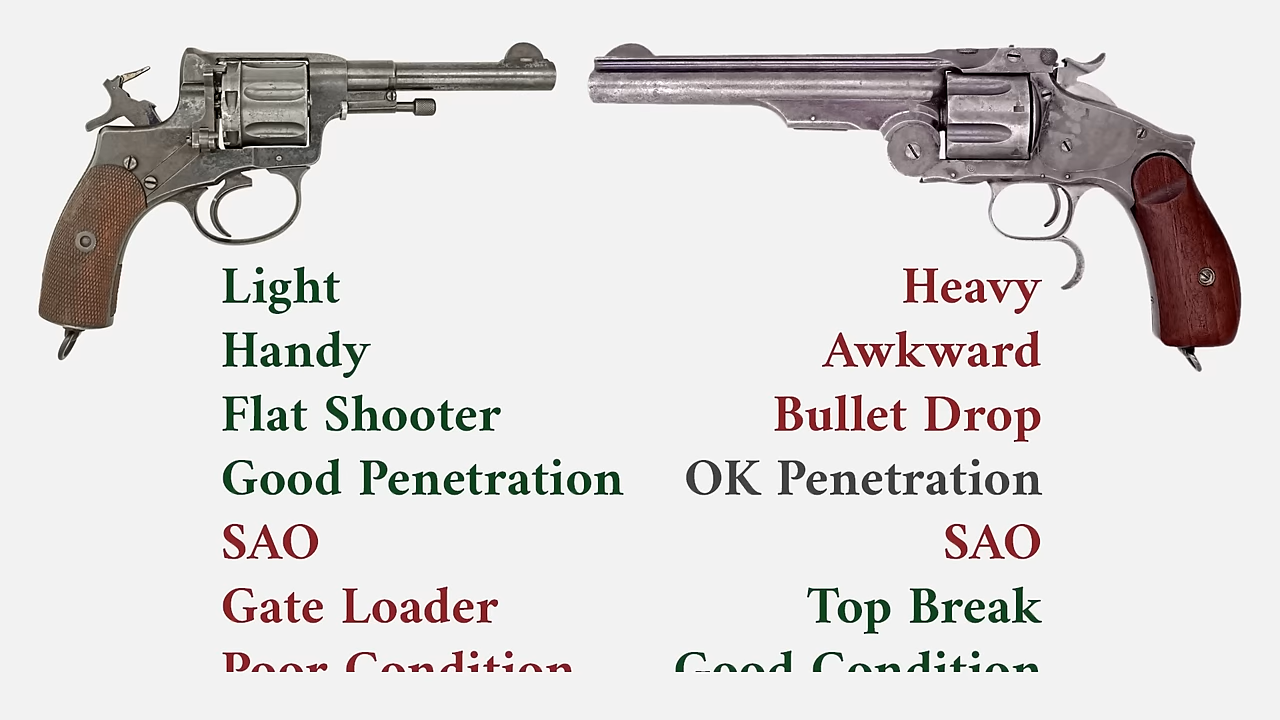 Light
Heavy
Handy
Awkward
Flat Shooter
Bullet Drop
Good Penetration
OK Penetration
SAO
SAO
Gate Loader
Top Break
Poor Condition
Good Condition